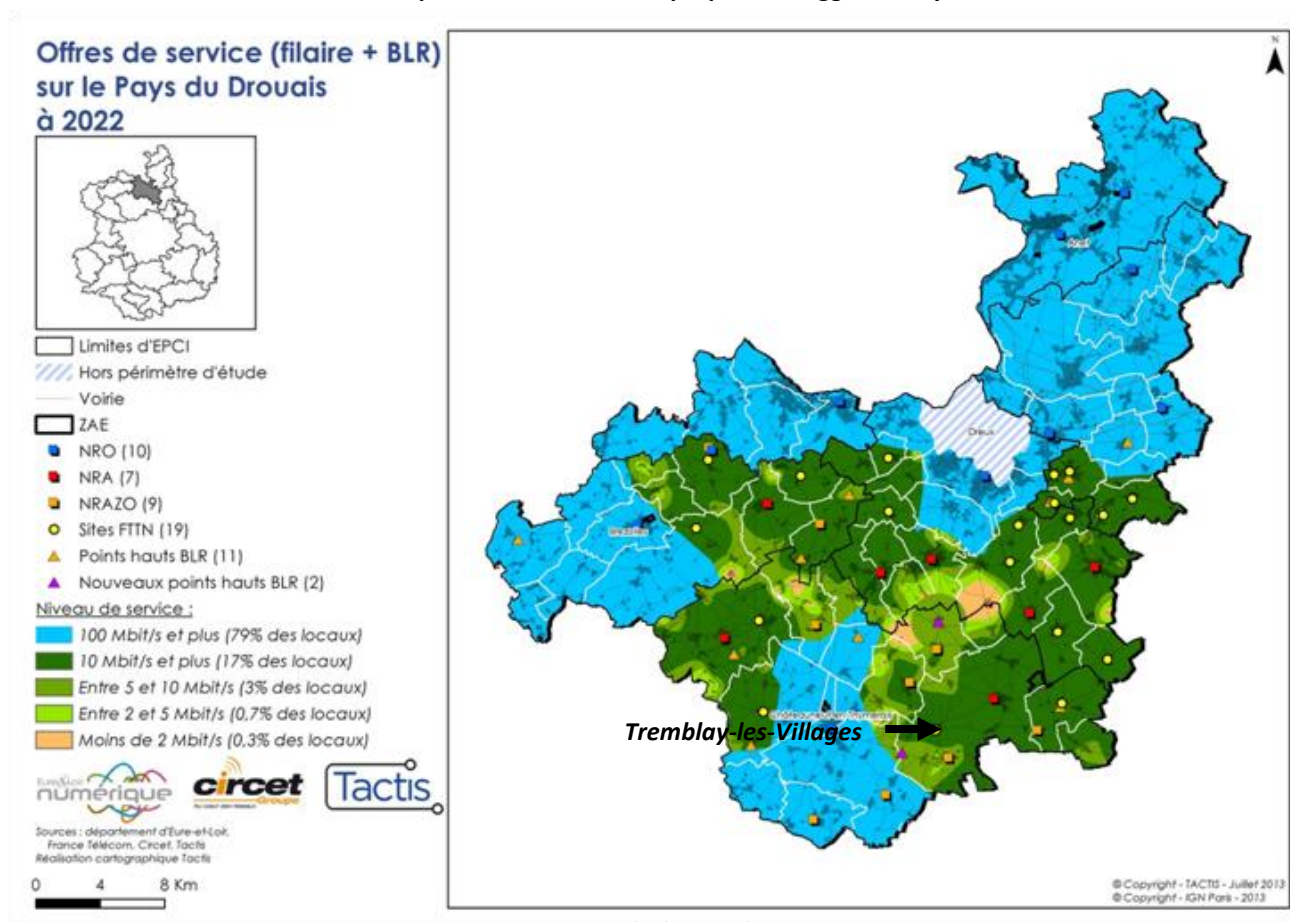 Offres de service (filaire + BLR)
sur le Pays du Drouais
à 2022
Limites d'EPCI
Hors périmètre d'étude
Voirie
ZAE
NRO (10)
NRA (7)
NRAZO (9)
Sites FTTN (19)
Points hauts BLR (11)
Nouveaux points hauts BLR (2)
Niveau de service :
100 Mbit/s et plus (79% des locaux)
10 Mbit/s et plus (17% des locaux)
Entre 5 et 10 Mbit/s (3% des locaux)
Entre 2 et 5 Mbit/s (0,7% des locaux)
Moins de 2 Mbit/s (0,3% des locaux)
numérique
circet
Groupe
Tactis
Sources : département d'Eure-et-Loir,
France Télécom, Circet, Tactis
Réalisation cartographique Tactis
0 4 8 Km
N
Anet
Dreux
Tremblay-les-Villages
© Copyright - TACTIS - Juillet 2013
© Copyright - IGN Paris - 2013